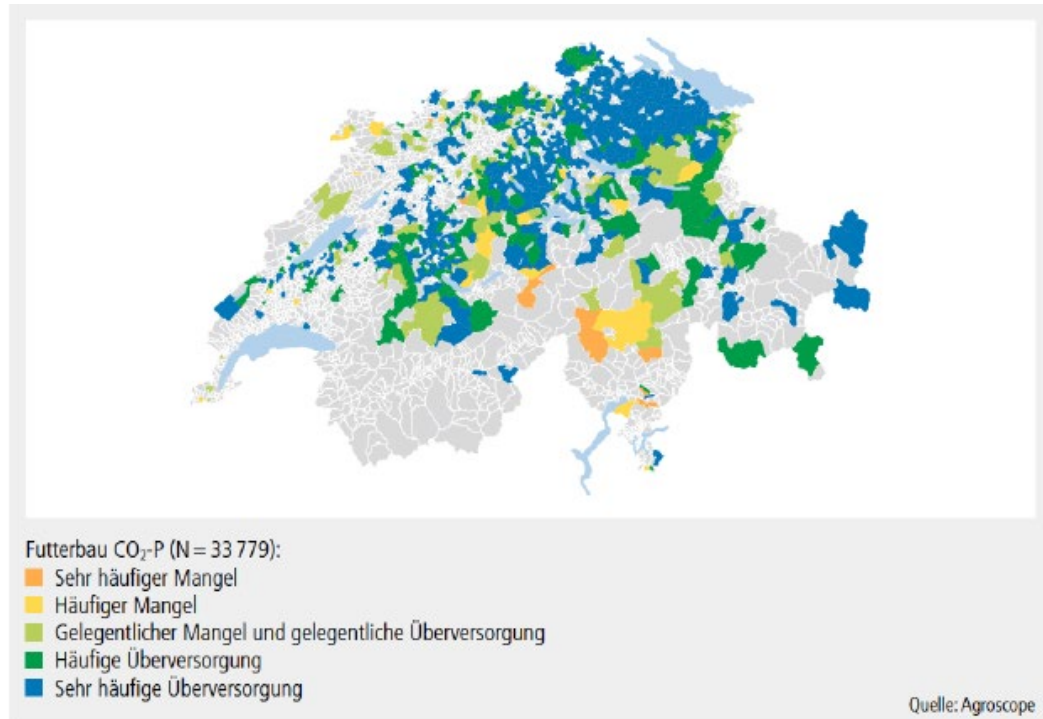 Futterbau CO₂-P (N = 33 779):
Sehr häufiger Mangel
Häufiger Mangel
Gelegentlicher Mangel und gelegentliche Überversorgung
Häufige Überversorgung
Sehr häufige Überversorgung
Quelle: Agroscope